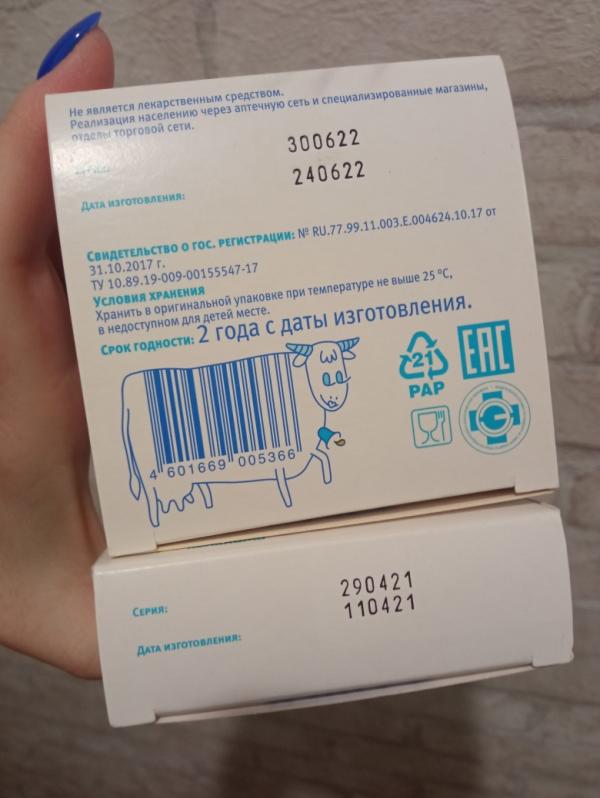 Не является лекарственным средством.
Реализация населению через аптечную сеть и специализированные магазины,
отделы торговой сети.
300622
240622
Дата изготовления:
Свидетельство о гос. регистрации: № RU.77.99.11.003.Е.004624.10.17 от
31.10.2017 г.
ТУ 10.89.19-009-00155547-17
Условия хранения
Хранить в оригинальной упаковке при температуре не выше 25 °С,
в недоступном для детей месте.
Срок годности: 2 года с даты изготовления.
21
PAP
EAC
4 601669 005366
Серия:
290421
110421
Дата изготовления: